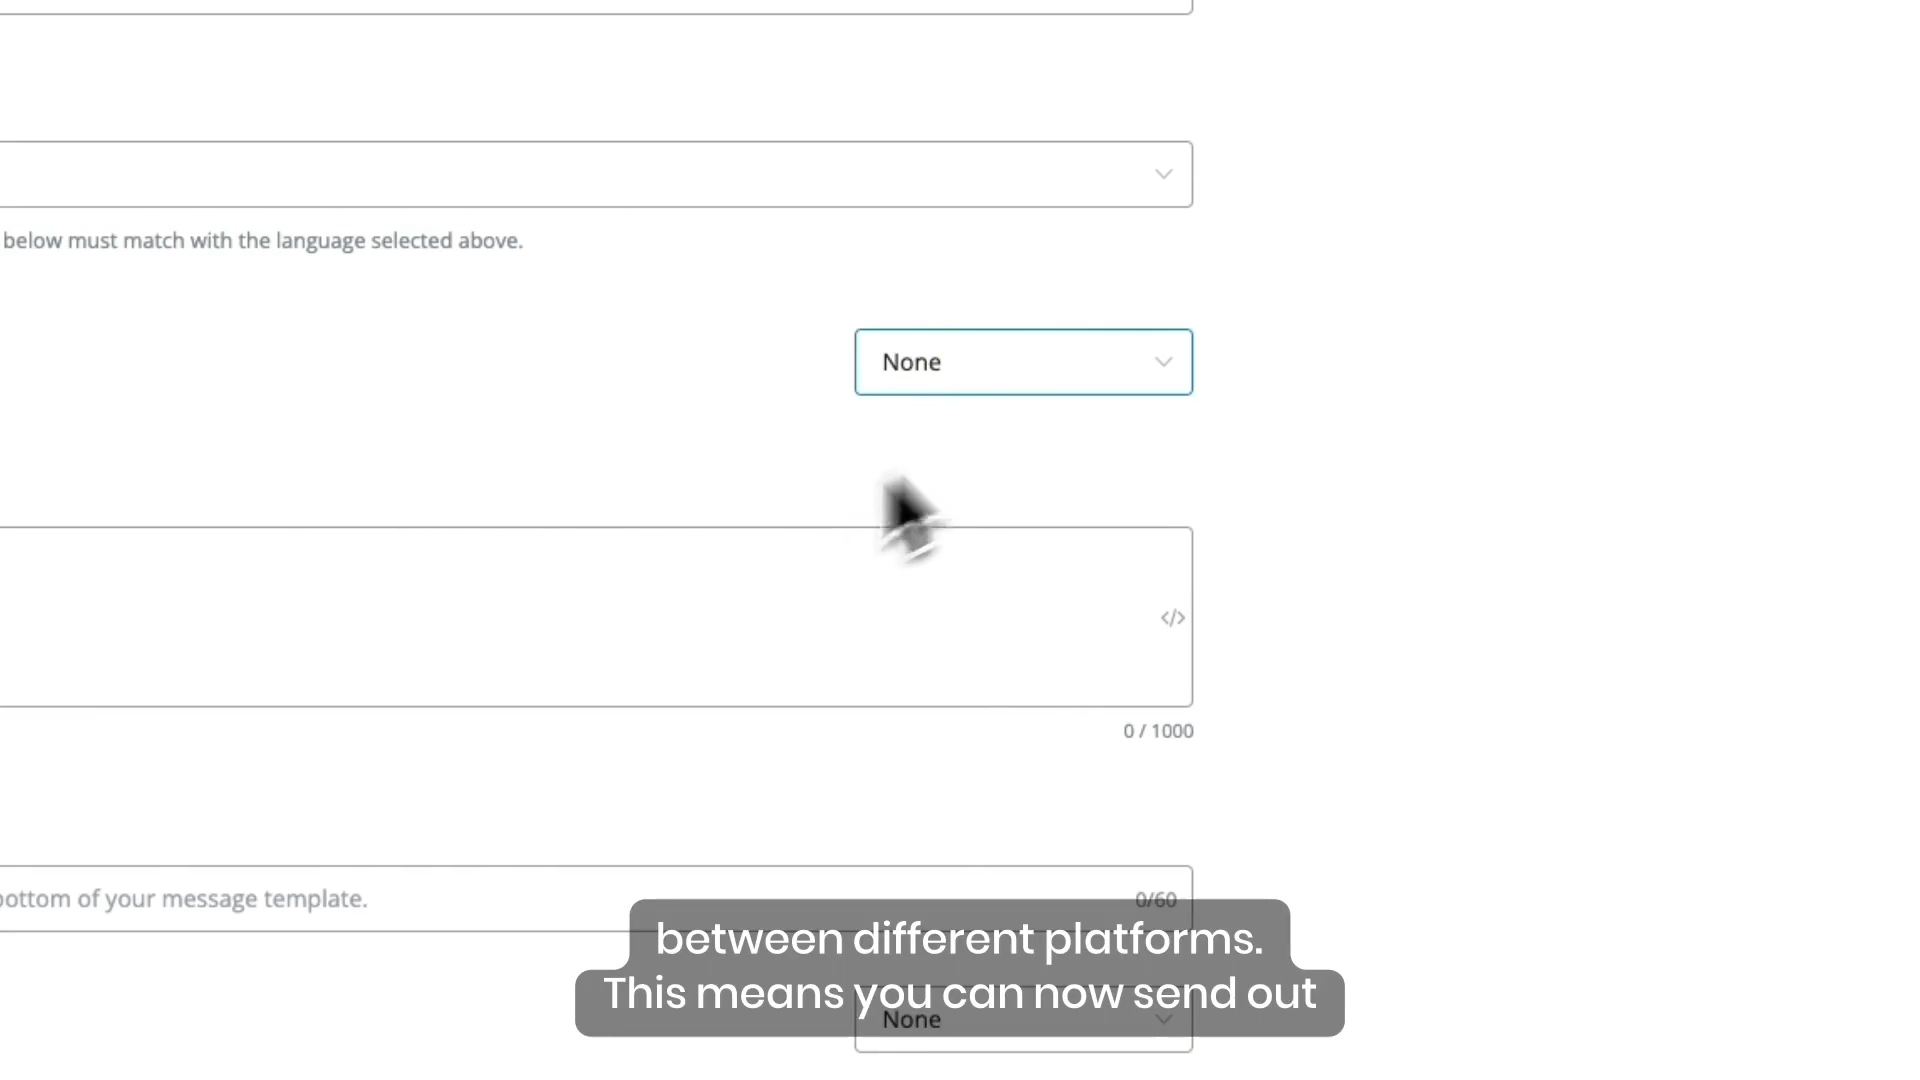 below must match with the language selected above.
None
</>
0 / 1000
bottom of your message template.
0/60
between different platforms.
This means you can now send out
None